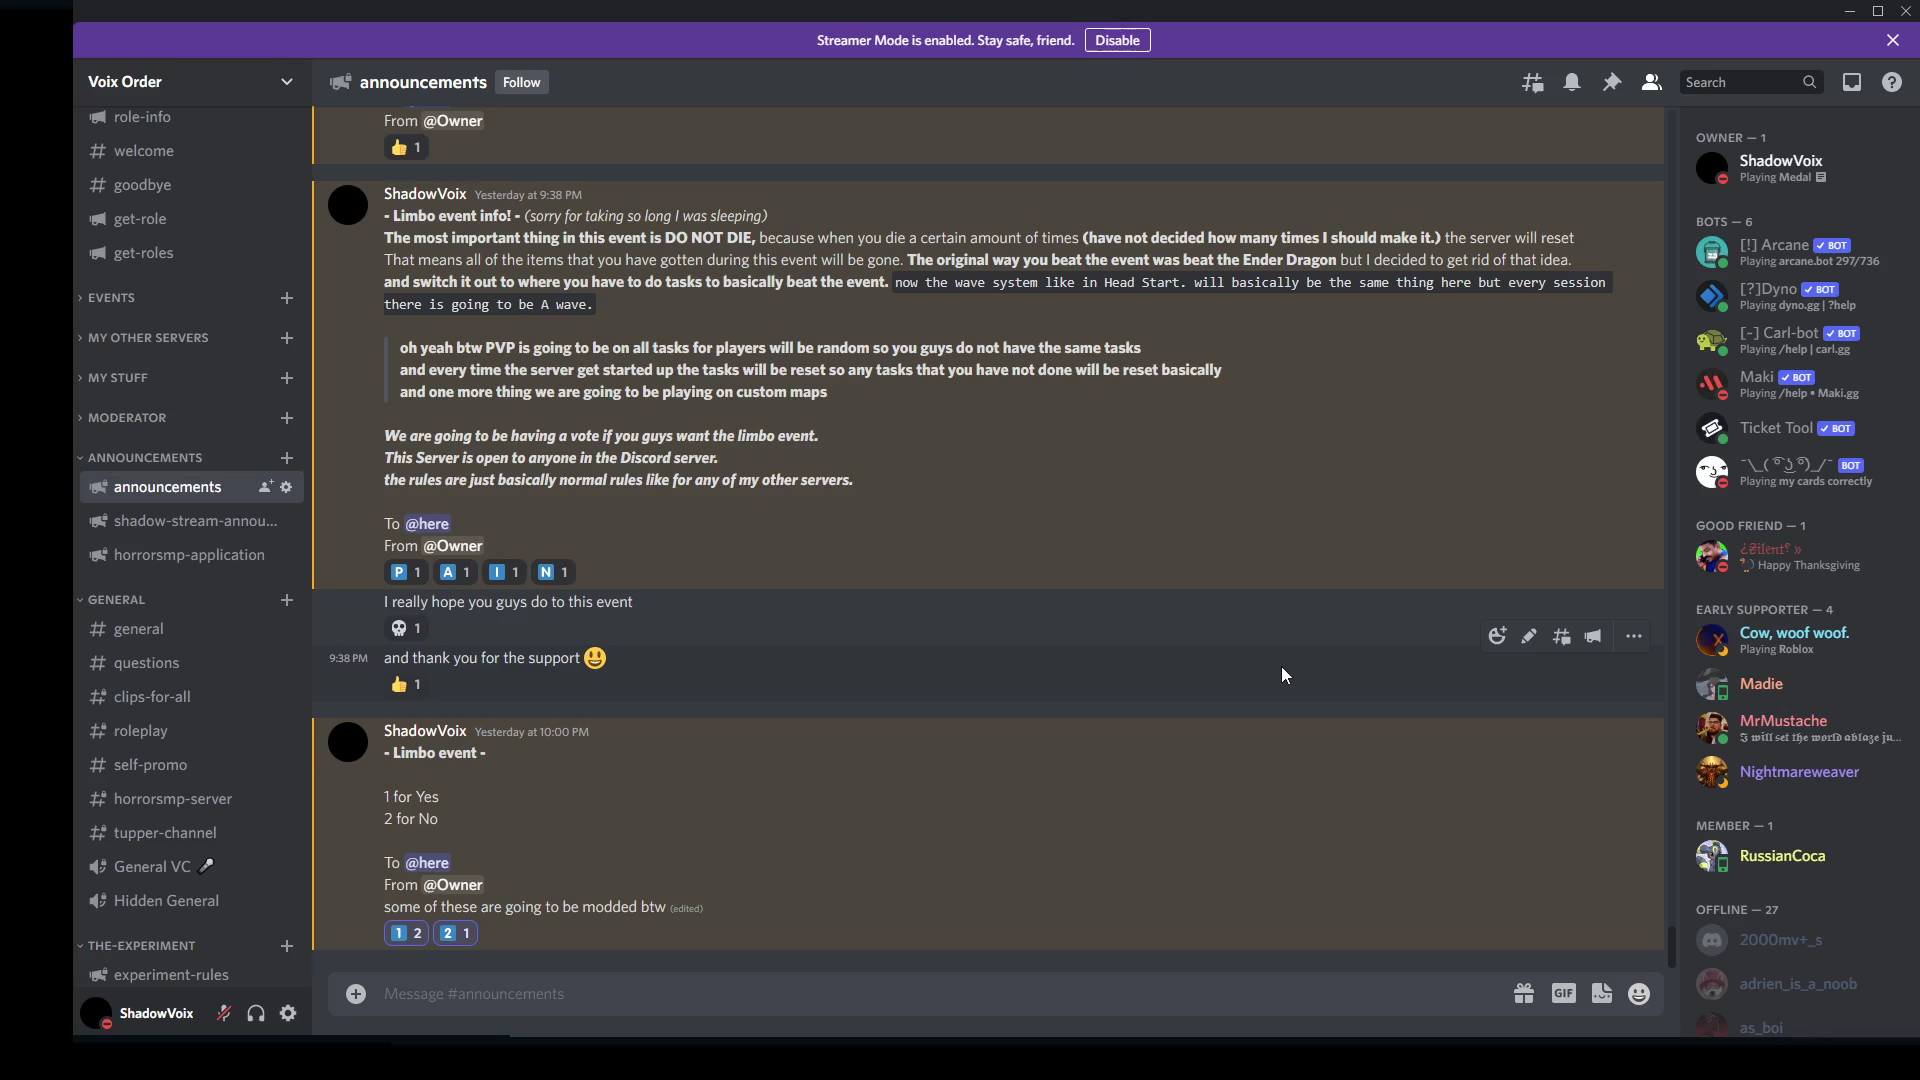 Streamer Mode is enabled. Stay safe, friend. Disable
Voix Order
announcements Follow
Search
role-info
welcome
goodbye
get-role
get-roles
EVENTS
MY OTHER SERVERS
MY STUFF
MODERATOR
ANNOUNCEMENTS
announcements
shadow-stream-annou...
horrorsmp-application
GENERAL
general
questions
clips-for-all
roleplay
self-promo
horrorsmp-server
tupper-channel
General VC 🎤
Hidden General
THE-EXPERIMENT
experiment-rules
ShadowVoix
From @Owner
👍 1
ShadowVoix Yesterday at 9:38 PM
- Limbo event info! - (sorry for taking so long I was sleeping)
The most important thing in this event is DO NOT DIE, because when you die a certain amount of times (have not decided how many times I should make it.) the server will reset
That means all of the items that you have gotten during this event will be gone. The original way you beat the event was beat the Ender Dragon but I decided to get rid of that idea.
and switch it out to where you have to do tasks to basically beat the event. now the wave system like in Head Start. will basically be the same thing here but every session
there is going to be A wave.
oh yeah btw PVP is going to be on all tasks for players will be random so you guys do not have the same tasks
and every time the server get started up the tasks will be reset so any tasks that you have not done will be reset basically
and one more thing we are going to be playing on custom maps
We are going to be having a vote if you guys want the limbo event.
This Server is open to anyone in the Discord server.
the rules are just basically normal rules like for any of my other servers.
To @here
From @Owner
P 1 A 1 I 1 N 1
I really hope you guys do to this event
💀 1
9:38 PM and thank you for the support 😃
👍 1
ShadowVoix Yesterday at 10:00 PM
- Limbo event -
1 for Yes
2 for No
To @here
From @Owner
some of these are going to be modded btw (edited)
1 2 2 1
Message #announcements
GIF
OWNER — 1
ShadowVoix
Playing Medal
BOTS — 6
[!] Arcane ✓ BOT
Playing arcane.bot 297/736
[?]Dyno ✓ BOT
Playing dyno.gg | ?help
[-] Carl-bot ✓ BOT
Playing /help | carl.gg
Maki ✓ BOT
Playing /help • Maki.gg
Ticket Tool ✓ BOT
¯\_( ͡° ͜ʖ ͡°)_/¯ BOT
Playing my cards correctly
GOOD FRIEND — 1
Happy Thanksgiving
EARLY SUPPORTER — 4
Cow, woof woof.
Playing Roblox
Madie
MrMustache
𝕴 𝖜𝖎𝖑𝖑 𝖘𝖊𝖙 𝖙𝖍𝖊 𝖜𝖔𝖗𝖑𝖉 𝖆𝖇𝖑𝖆𝖟𝖊 𝖏𝖚...
Nightmareweaver
MEMBER — 1
RussianCoca
OFFLINE — 27
2000mv+_s
adrien_is_a_noob
as_boi